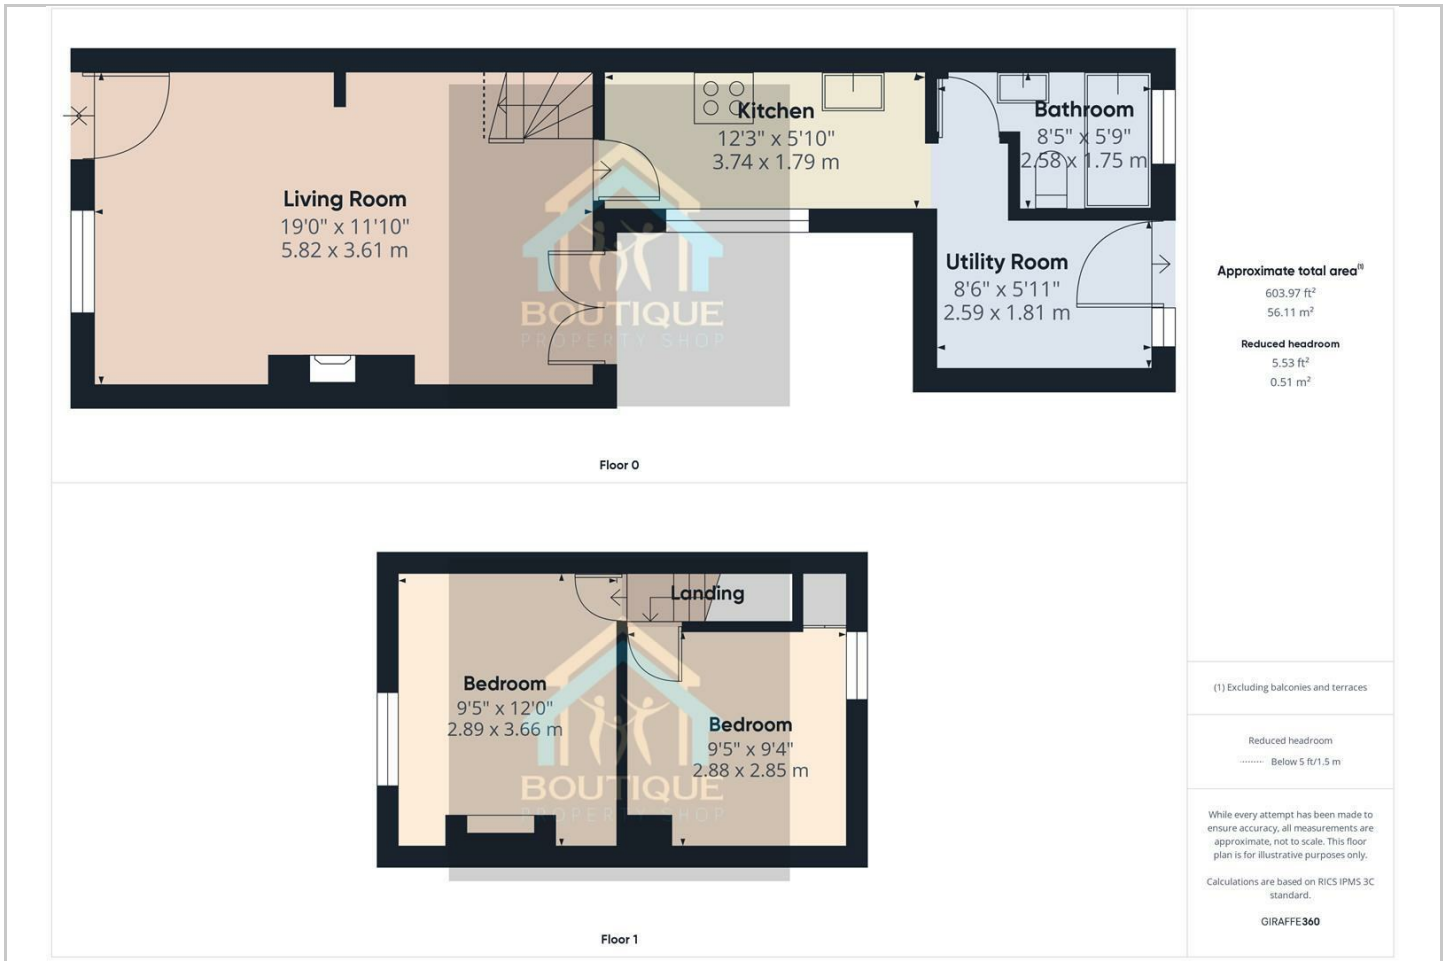 Kitchen
12'3" x 5'10"
3.74 x 1.79 m
Bathroom
8'5" x 5'9"
2.58 x 1.75 m
Living Room
19'0" x 11'10"
5.82 x 3.61 m
Utility Room
8'6" x 5'11"
2.59 x 1.81 m
BOUTIQUE
PROPERTY SHOP
Floor 0
Landing
Bedroom
9'5" x 12'0"
2.89 x 3.66 m
Bedroom
9'5" x 9'4"
2.88 x 2.85 m
BOUTIQUE
PROPERTY SHOP
Floor 1
Approximate total area(1)
603.97 ft²
56.11 m²
Reduced headroom
5.53 ft²
0.51 m²
(1) Excluding balconies and terraces
Reduced headroom
Below 5 ft/1.5 m
While every attempt has been made to
ensure accuracy, all measurements are
approximate, not to scale. This floor
plan is for illustrative purposes only.
Calculations are based on RICS IPMS 3C
standard.
GIRAFFE360